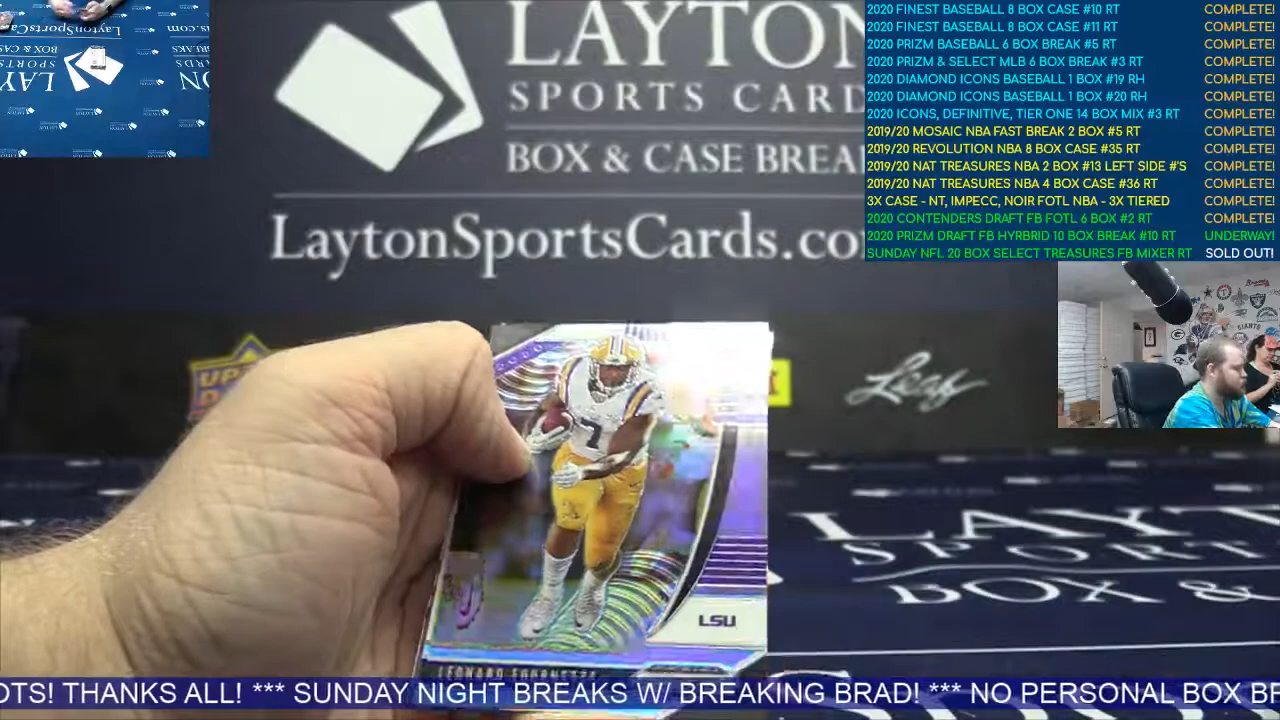 LAYTON
SPORTS CARD
BOX & CASE BREA
LaytonSportsCards.co
2020 FINEST BASEBALL 8 BOX CASE #10 RT COMPLETE!
2020 FINEST BASEBALL 8 BOX CASE #11 RT COMPLETE!
2020 PRIZM BASEBALL 6 BOX BREAK #5 RT COMPLETE!
2020 PRIZM & SELECT MLB 6 BOX BREAK #3 RT COMPLETE!
2020 DIAMOND ICONS BASEBALL 1 BOX #19 RH COMPLETE!
2020 DIAMOND ICONS BASEBALL 1 BOX #20 RH COMPLETE!
2020 ICONS, DEFINITIVE, TIER ONE 14 BOX MIX #3 RT COMPLETE!
2019/20 MOSAIC NBA FAST BREAK 2 BOX #5 RT COMPLETE!
2019/20 REVOLUTION NBA 8 BOX CASE #35 RT COMPLETE!
2019/20 NAT TREASURES NBA 2 BOX #13 LEFT SIDE #'S COMPLETE!
2019/20 NAT TREASURES NBA 4 BOX CASE #36 RT COMPLETE!
3X CASE - NT, IMPECC, NOIR FOTL NBA - 3X TIERED COMPLETE!
2020 CONTENDERS DRAFT FB FOTL 6 BOX #2 RT COMPLETE!
2020 PRIZM DRAFT FB HYRBRID 10 BOX BREAK #10 RT UNDERWAY!
SUNDAY NFL 20 BOX SELECT TREASURES FB MIXER RT SOLD OUT!
Leaf
7
LSU
LAYT
SPORT
BOX &
OTS! THANKS ALL! *** SUNDAY NIGHT BREAKS W/ BREAKING BRAD! *** NO PERSONAL BOX BR